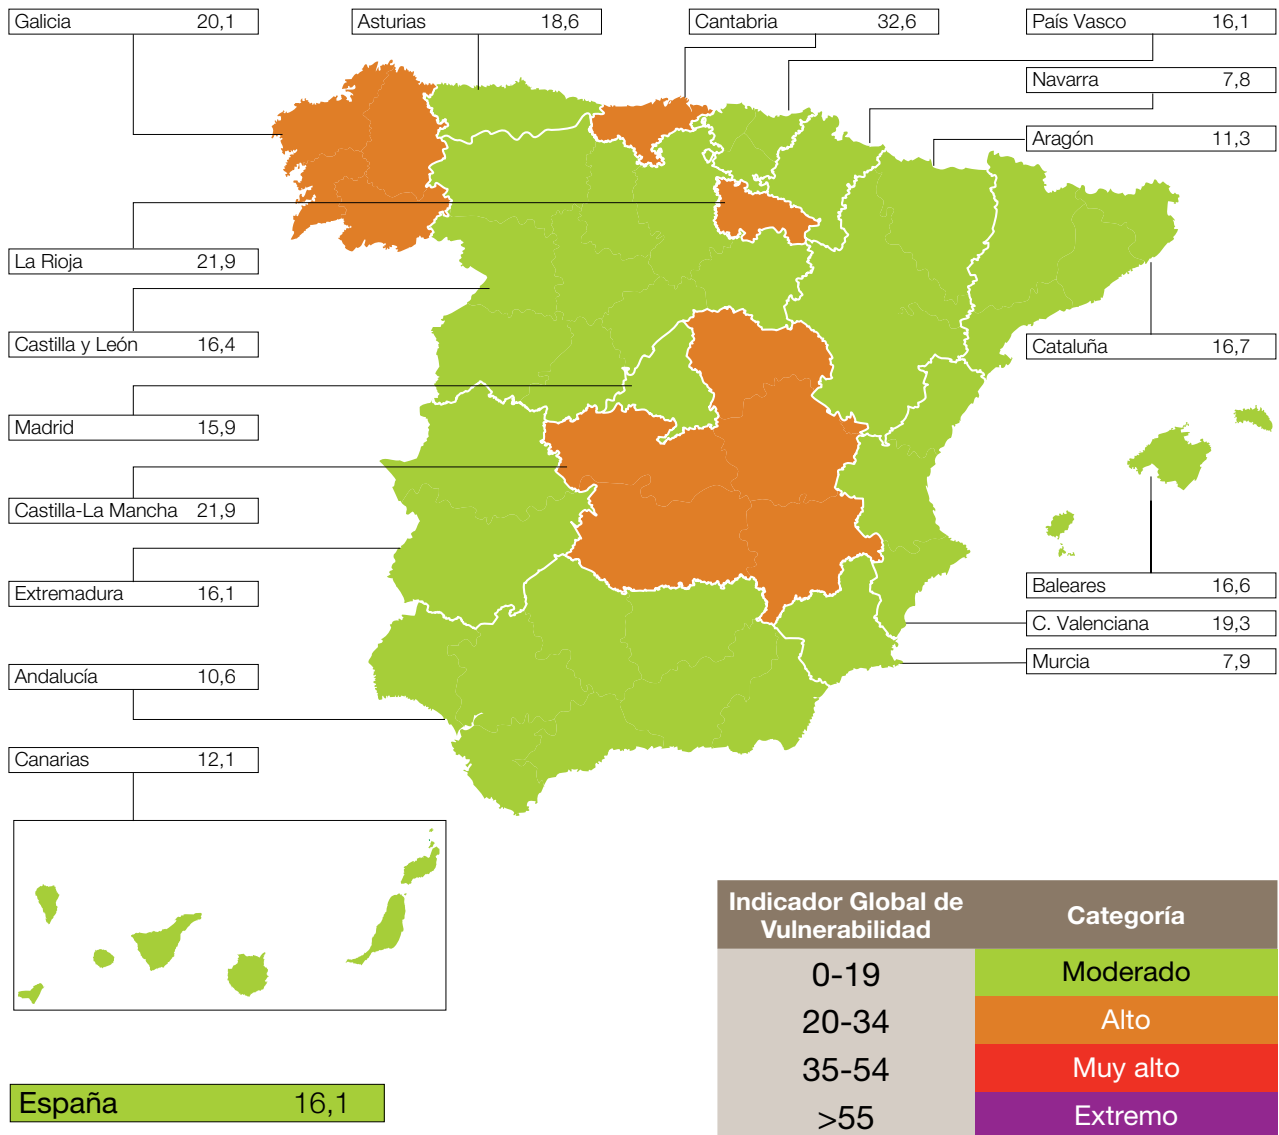 Galicia 20,1
Asturias 18,6
Cantabria 32,6
País Vasco 16,1
Navarra 7,8
Aragón 11,3
La Rioja 21,9
Castilla y León 16,4
Cataluña 16,7
Madrid 15,9
Castilla-La Mancha 21,9
Extremadura 16,1
Baleares 16,6
C. Valenciana 19,3
Murcia 7,9
Andalucía 10,6
Canarias 12,1
España 16,1
Indicador Global de
Vulnerabilidad
Categoría
0-19 Moderado
20-34 Alto
35-54 Muy alto
>55 Extremo